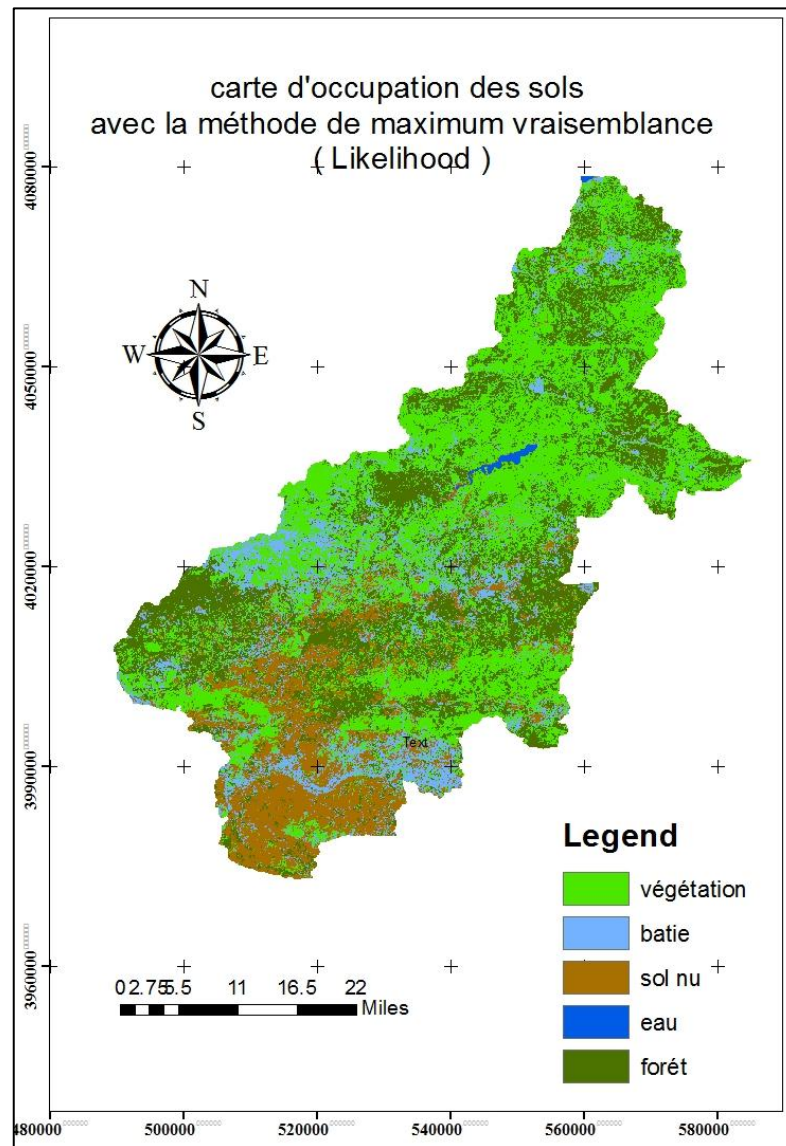 carte d'occupation des sols
avec la méthode de maximum vraisemblance
( Likelihood )
4080000
4050000
4020000
3990000
3960000
N
W E
S
Text
Legend
végétation
batie
sol nu
eau
forét
0 2.75 5.5 11 16.5 22
Miles
480000 500000 520000 540000 560000 580000